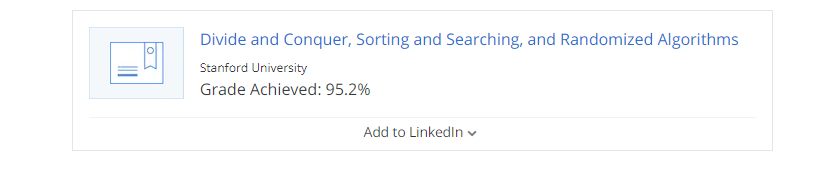 Divide and Conquer, Sorting and Searching, and Randomized Algorithms
Stanford University
Grade Achieved: 95.2%
Add to LinkedIn